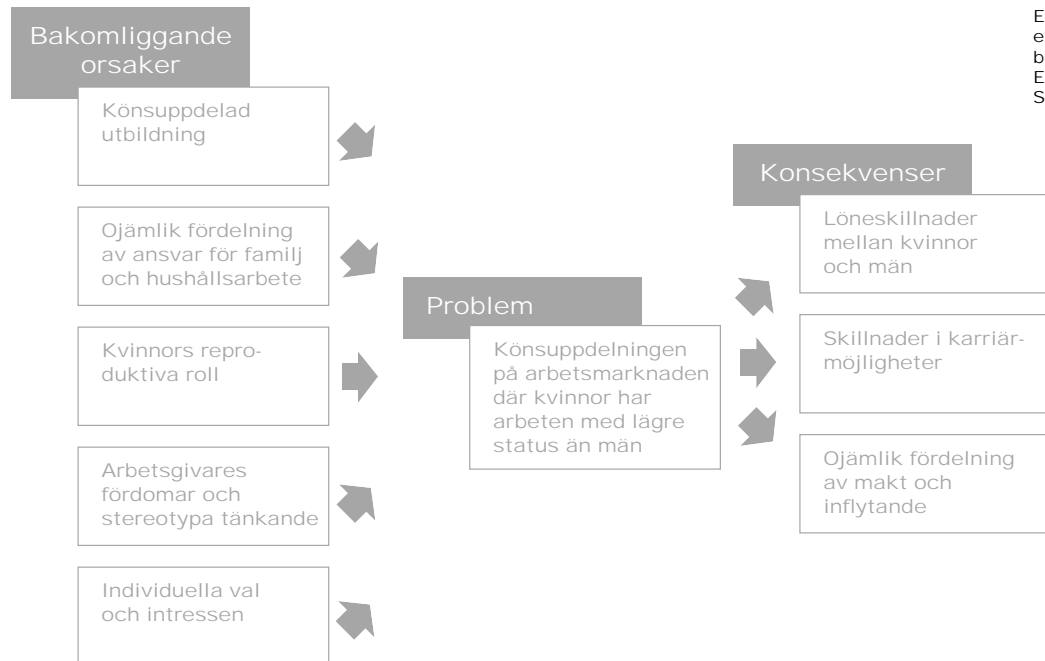 Bakomliggande
orsaker
Könsuppdelad
utbildning
Ojämlik fördelning
av ansvar för familj
och hushållsarbete
Kvinnors repro-
duktiva roll
Arbetsgivares
fördomar och
stereotypa tänkande
Individuella val
och intressen
Problem
Könsuppdelningen
på arbetsmarknaden
där kvinnor har
arbeten med lägre
status än män
Konsekvenser
Löneskillnader
mellan kvinnor
och män
Skillnader i karriär-
möjligheter
Ojämlik fördelning
av makt och
inflytande
E
e
b
E
S